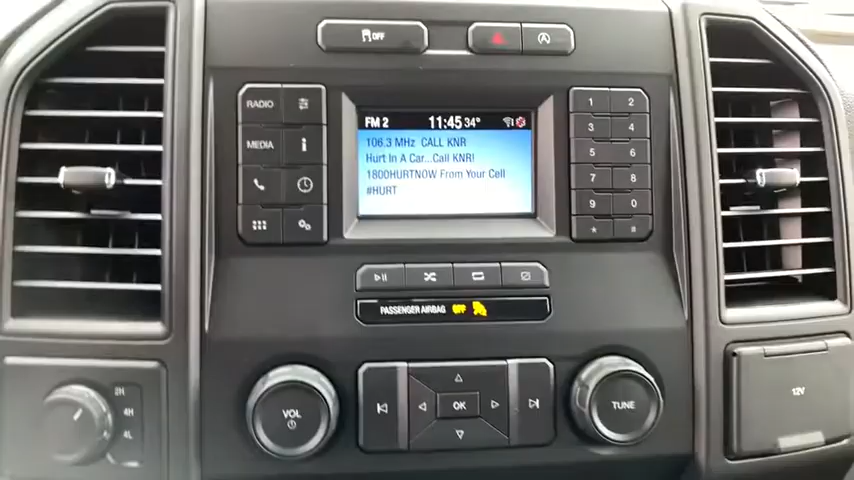 OFF
A
RADIO
MEDIA
FM 2 11:45 34°
106.3 MHz CALL KNR
Hurt In A Car...Call KNR!
1800HURTNOW From Your Cell
#HURT
1 2
3 4
5 6
7 8
9 0
* #
PASSENGER AIRBAG OFF
2H
4H
4L
VOL
OK
TUNE
12V